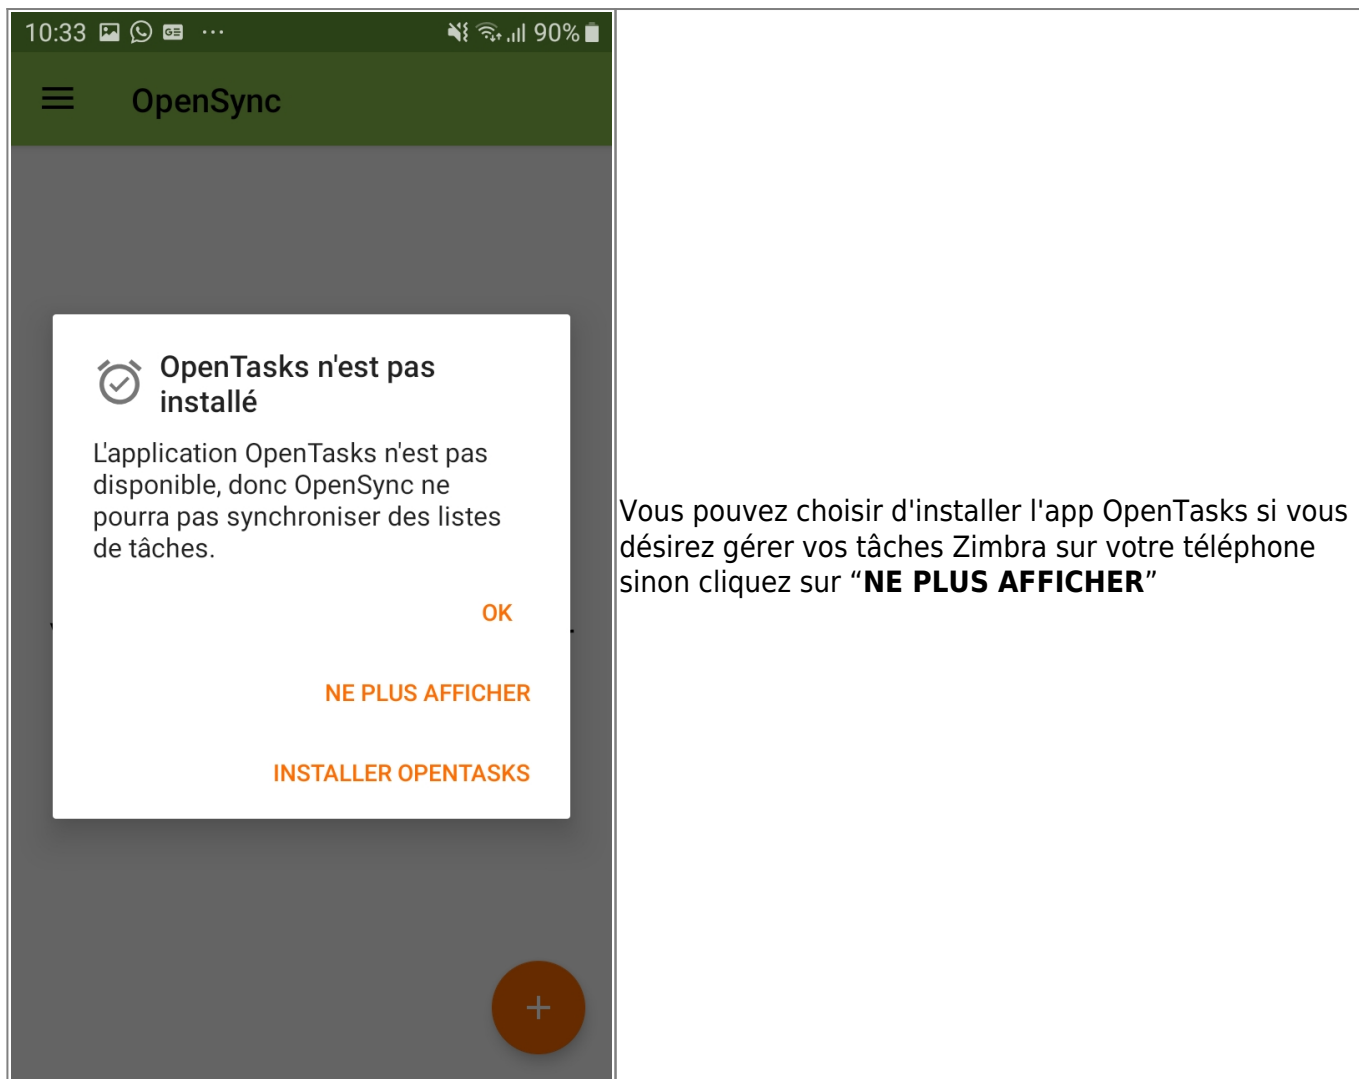 10:33 ... 90%
OpenSync
OpenTasks n'est pas
installé
L'application OpenTasks n'est pas
disponible, donc OpenSync ne
pourra pas synchroniser des listes
de tâches.
OK
NE PLUS AFFICHER
INSTALLER OPENTASKS
+
Vous pouvez choisir d'installer l'app OpenTasks si vous
désirez gérer vos tâches Zimbra sur votre téléphone
sinon cliquez sur “NE PLUS AFFICHER”